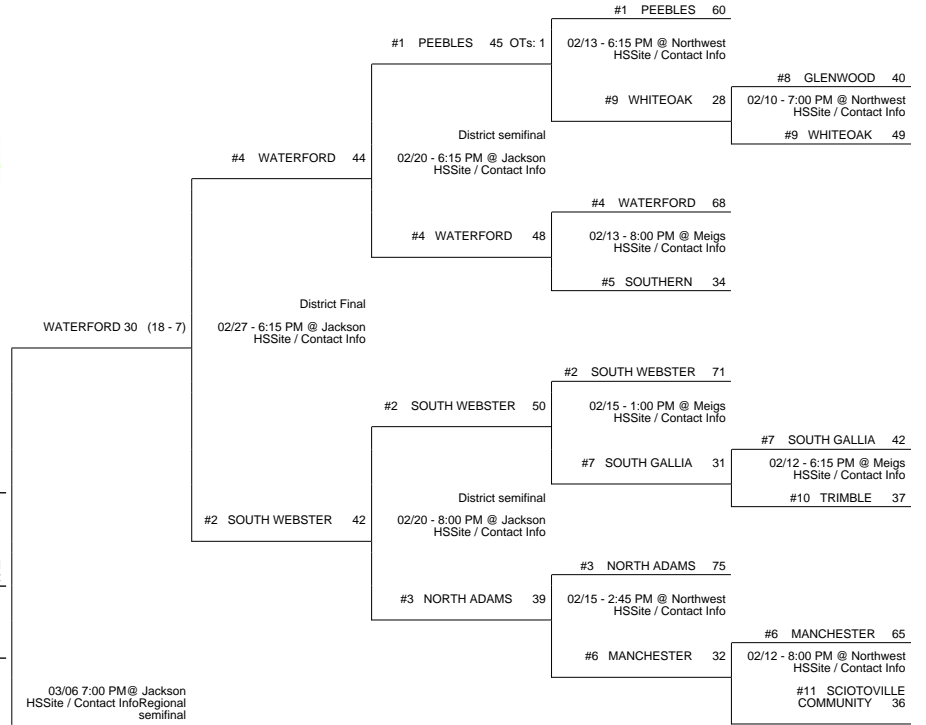 #1 PEEBLES 60
#1 PEEBLES 45 OTs: 1
02/13 - 6:15 PM @ Northwest
HSSite / Contact Info
#8 GLENWOOD 40
#9 WHITEOAK 28
02/10 - 7:00 PM @ Northwest
HSSite / Contact Info
#9 WHITEOAK 49
District semifinal
02/20 - 6:15 PM @ Jackson
HSSite / Contact Info
#4 WATERFORD 44
#4 WATERFORD 68
#4 WATERFORD 48
02/13 - 8:00 PM @ Meigs
HSSite / Contact Info
#5 SOUTHERN 34
District Final
02/27 - 6:15 PM @ Jackson
HSSite / Contact Info
WATERFORD 30 (18 - 7)
#2 SOUTH WEBSTER 71
#2 SOUTH WEBSTER 50
02/15 - 1:00 PM @ Meigs
HSSite / Contact Info
#7 SOUTH GALLIA 42
#7 SOUTH GALLIA 31
02/12 - 6:15 PM @ Meigs
HSSite / Contact Info
#10 TRIMBLE 37
District semifinal
02/20 - 8:00 PM @ Jackson
HSSite / Contact Info
#2 SOUTH WEBSTER 42
#3 NORTH ADAMS 75
#3 NORTH ADAMS 39
02/15 - 2:45 PM @ Northwest
HSSite / Contact Info
#6 MANCHESTER 65
#6 MANCHESTER 32
02/12 - 8:00 PM @ Northwest
HSSite / Contact Info
#11 SCIOTOVILLE
COMMUNITY 36
03/06 7:00 PM@ Jackson
HSSite / Contact InfoRegional
semifinal